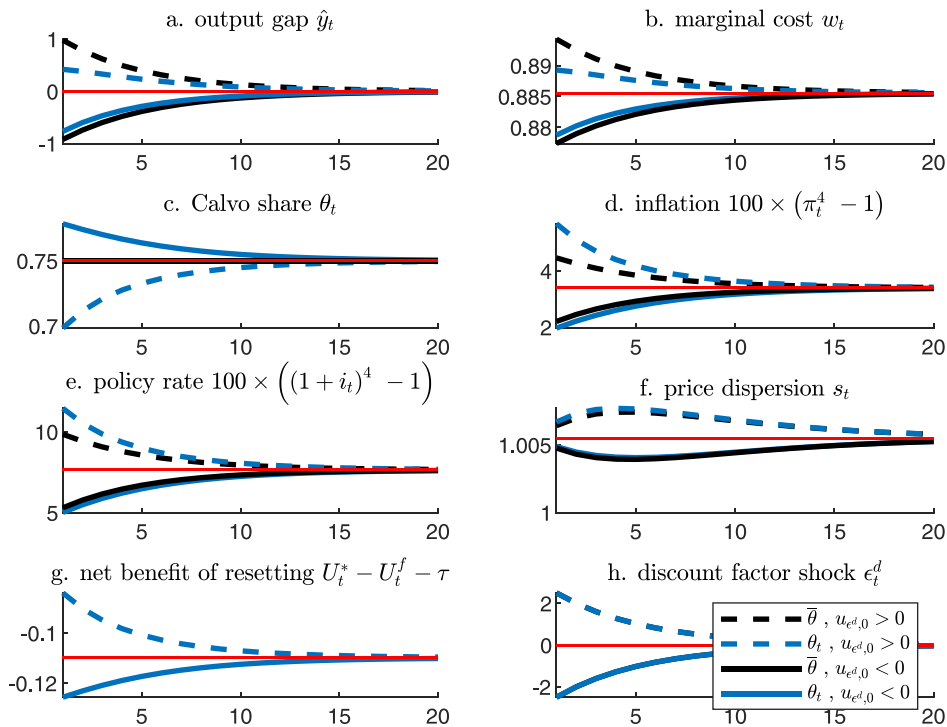 a. output gap ŷ_t
b. marginal cost w_t
1
0
-1
5 10 15 20
0.89
0.885
0.88
5 10 15 20
c. Calvo share θ_t
d. inflation 100 × (π_t^4 − 1)
0.75
0.7
5 10 15 20
4
2
5 10 15 20
e. policy rate 100 × ((1 + i_t)^4 − 1)
f. price dispersion s_t
10
5
5 10 15 20
1.005
1
5 10 15 20
g. net benefit of resetting U_t^* − U_t^f − τ
h. discount factor shock ϵ_t^d
-0.1
-0.12
5 10 15 20
2
0
-2
5 10 15 20
θ̅ , u_{ϵ^d,0} > 0
θ_t , u_{ϵ^d,0} > 0
θ̅ , u_{ϵ^d,0} < 0
θ_t , u_{ϵ^d,0} < 0